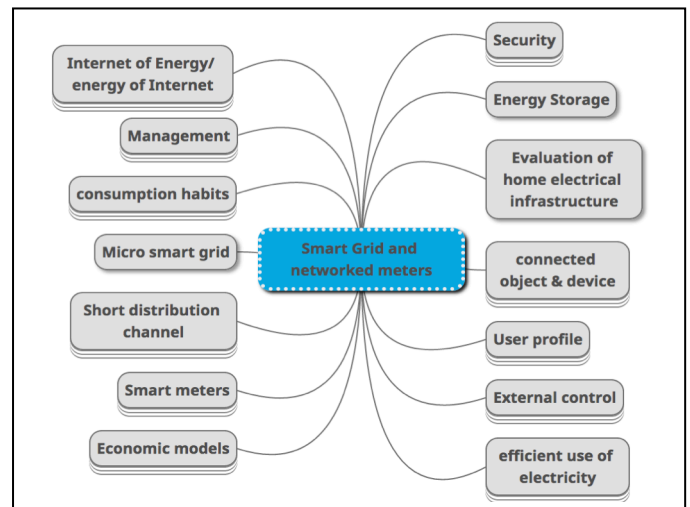 Internet of Energy/
energy of Internet
Management
consumption habits
Micro smart grid
Short distribution
channel
Smart meters
Economic models
Smart Grid and
networked meters
Security
Energy Storage
Evaluation of
home electrical
infrastructure
connected
object & device
User profile
External control
efficient use of
electricity